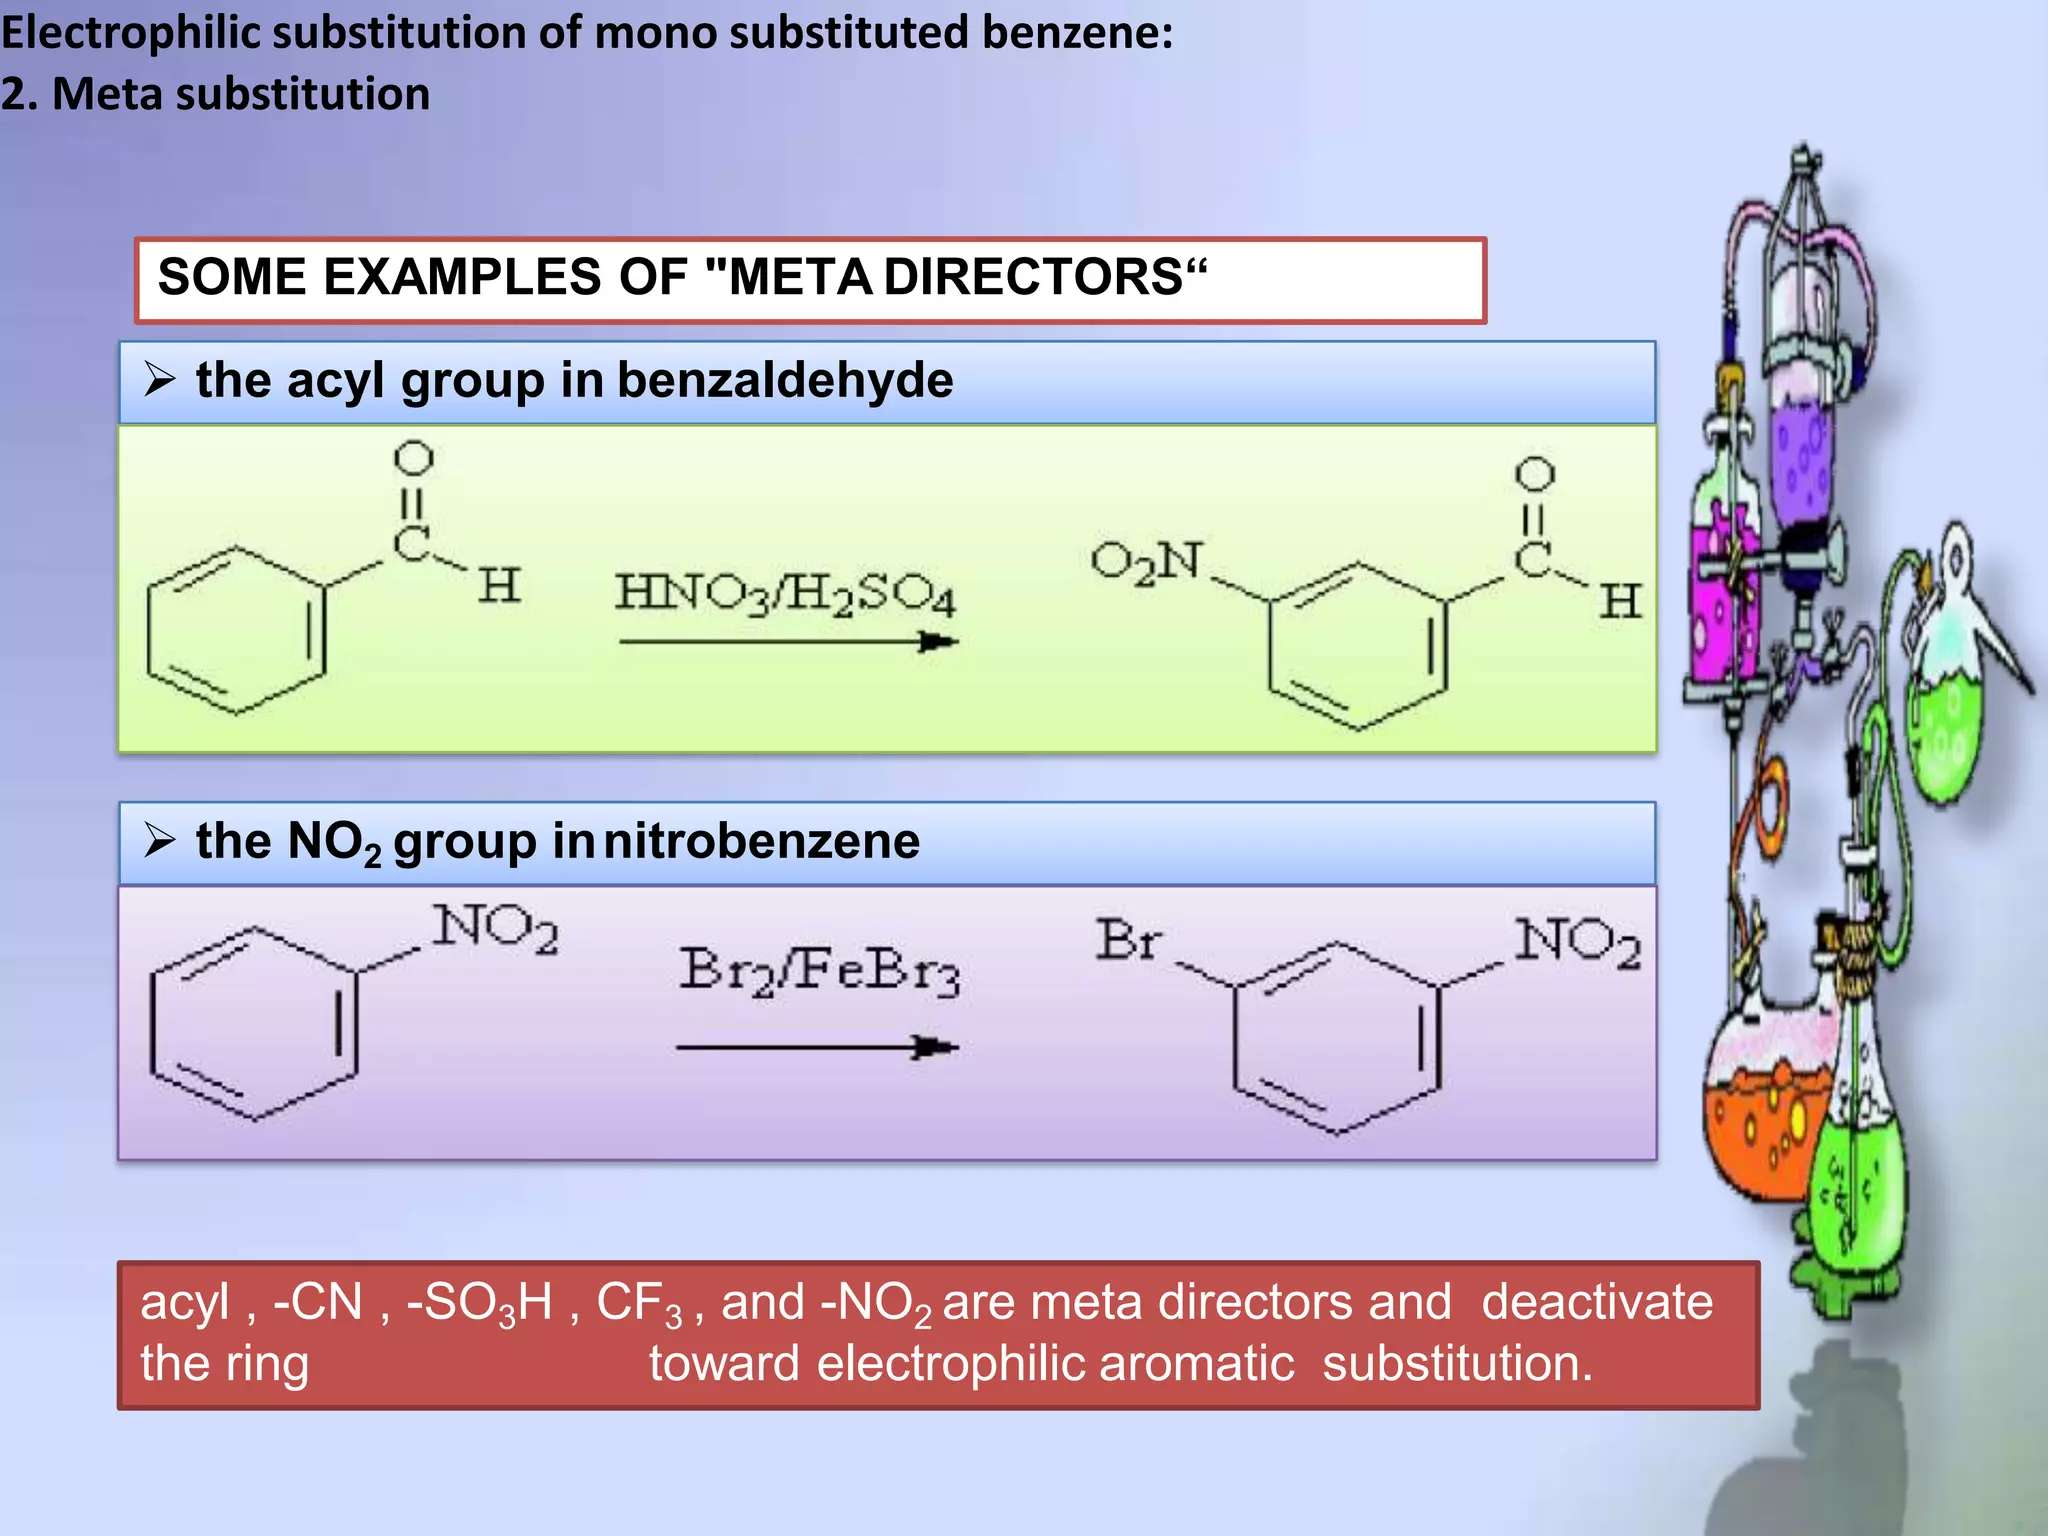 Electrophilic substitution of mono substituted benzene:
2. Meta substitution
SOME EXAMPLES OF "META DIRECTORS“
➢ the acyl group in benzaldehyde
O
C
H
HNO3/H2SO4
O2N
O
C
H
➢ the NO2 group innitrobenzene
NO2
Br2/FeBr3
Br
NO2
acyl , -CN , -SO3H , CF3 , and -NO2 are meta directors and deactivate
the ring toward electrophilic aromatic substitution.